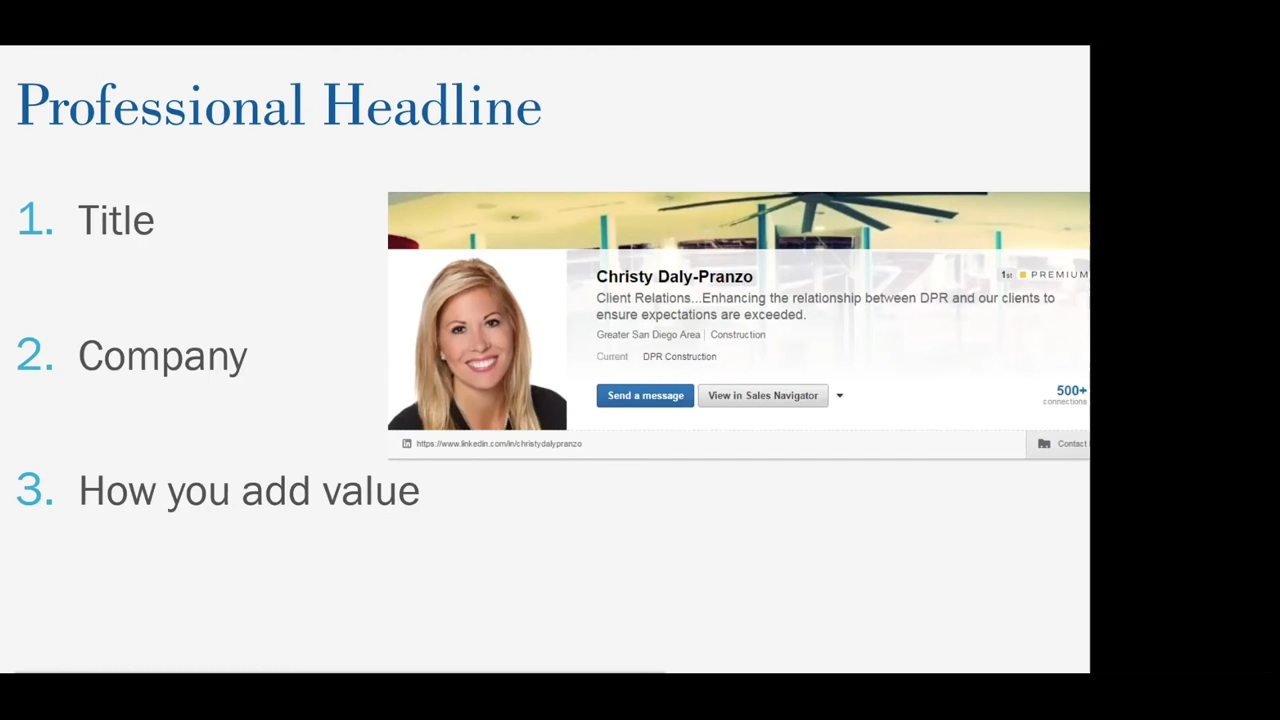 Professional Headline
1. Title
2. Company
3. How you add value
Christy Daly-Pranzo
1st PREMIUM
Client Relations...Enhancing the relationship between DPR and our clients to
ensure expectations are exceeded.
Greater San Diego Area | Construction
Current DPR Construction
Send a message
View in Sales Navigator
500+
connections
https://www.linkedin.com/in/christydalypranzo
Contact